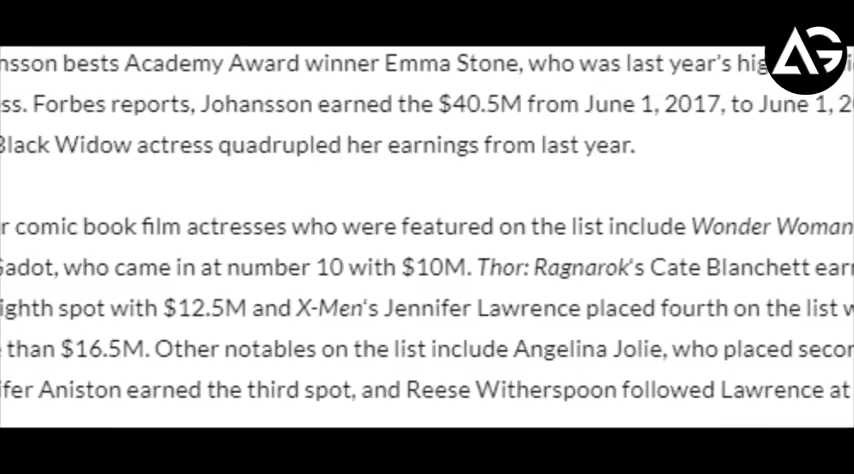 AG
nsson bests Academy Award winner Emma Stone, who was last year's hig
ss. Forbes reports, Johansson earned the $40.5M from June 1, 2017, to June 1, 2
Black Widow actress quadrupled her earnings from last year.
r comic book film actresses who were featured on the list include Wonder Woman
Gadot, who came in at number 10 with $10M. Thor: Ragnarok's Cate Blanchett earn
ighth spot with $12.5M and X-Men's Jennifer Lawrence placed fourth on the list w
than $16.5M. Other notables on the list include Angelina Jolie, who placed secon
ifer Aniston earned the third spot, and Reese Witherspoon followed Lawrence at